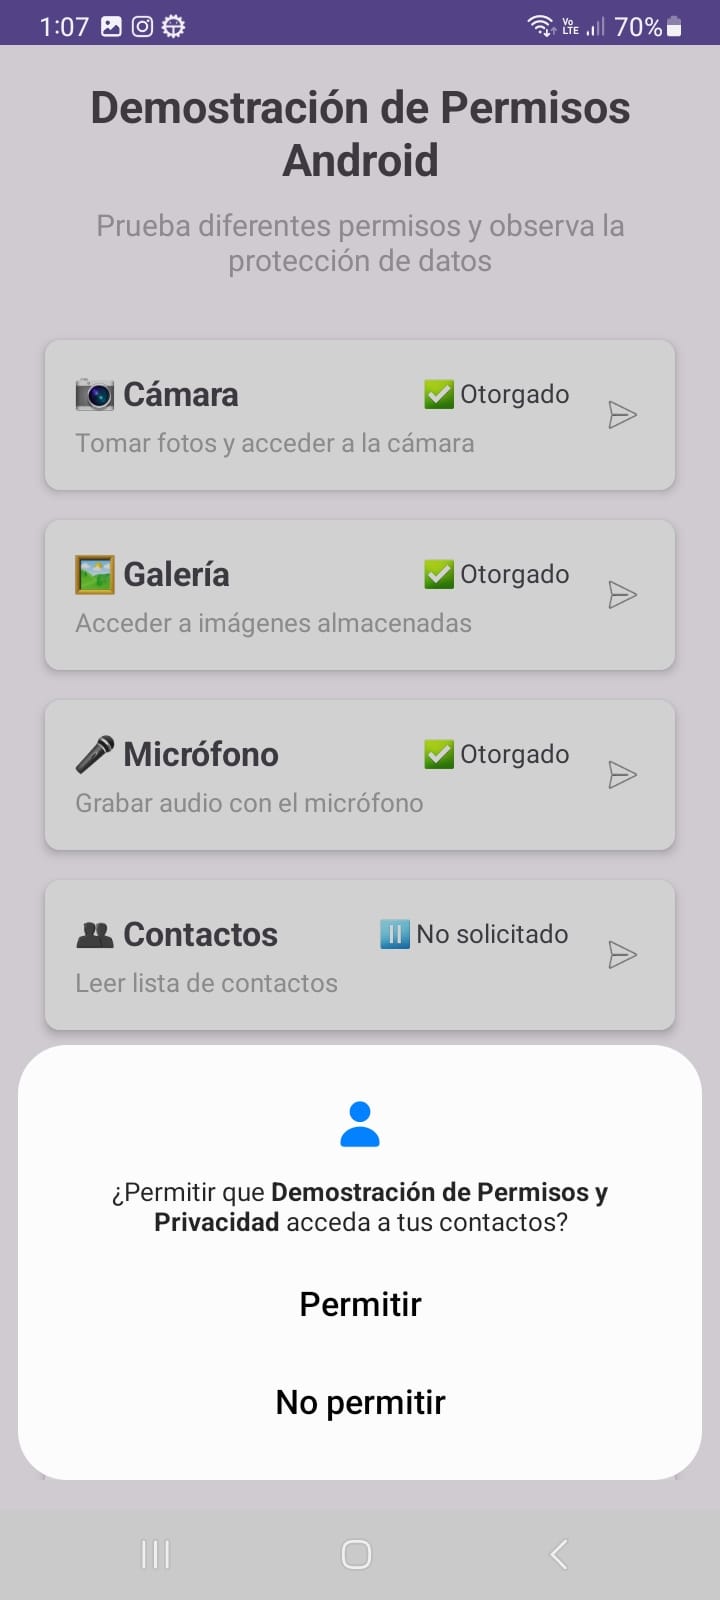 1:07
Vo LTE 70%
Demostración de Permisos
Android
Prueba diferentes permisos y observa la
protección de datos
Cámara
Otorgado
Tomar fotos y acceder a la cámara
Galería
Otorgado
Acceder a imágenes almacenadas
Micrófono
Otorgado
Grabar audio con el micrófono
Contactos
No solicitado
Leer lista de contactos
¿Permitir que Demostración de Permisos y
Privacidad acceda a tus contactos?
Permitir
No permitir